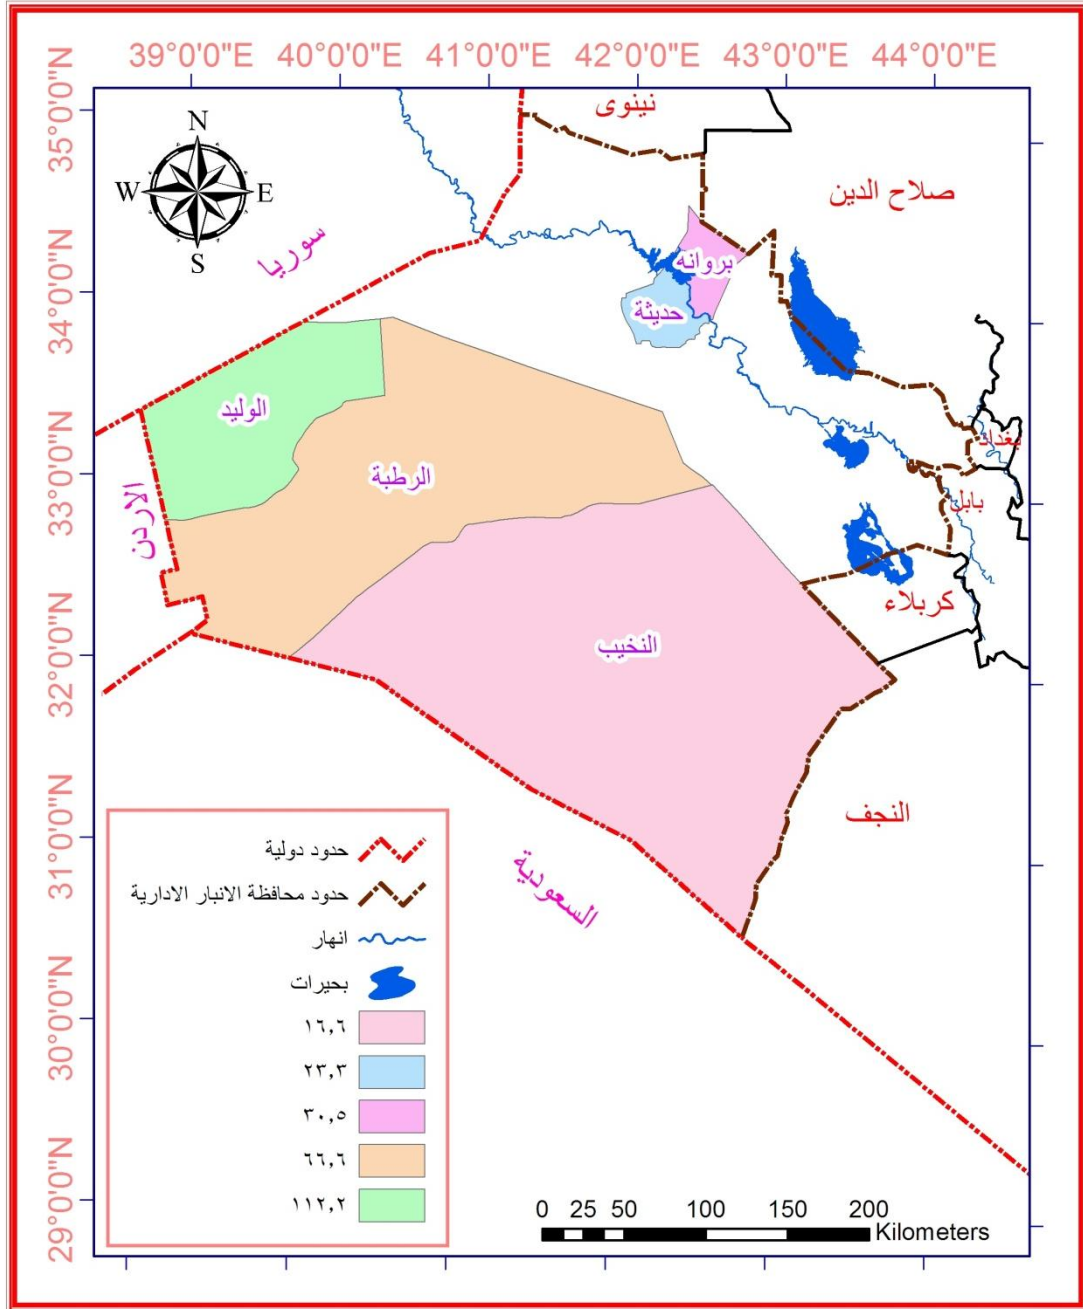 39°0'0"E 40°0'0"E 41°0'0"E 42°0'0"E 43°0'0"E 44°0'0"E
35°0'0"N
34°0'0"N
33°0'0"N
32°0'0"N
31°0'0"N
30°0'0"N
29°0'0"N
N
W E
S
نينوى
صلاح الدين
سوريا
بروانه
حديثة
الوليد
بغداد
الرطبة
بابل
الاردن
كربلاء
النخيب
النجف
السعودية
حدود دولية
حدود محافظة الانبار الادارية
انهار
بحيرات
١٦,٦
٢٣,٣
٣٠,٥
٦٦,٦
١١٢,٢
0 25 50 100 150 200
Kilometers